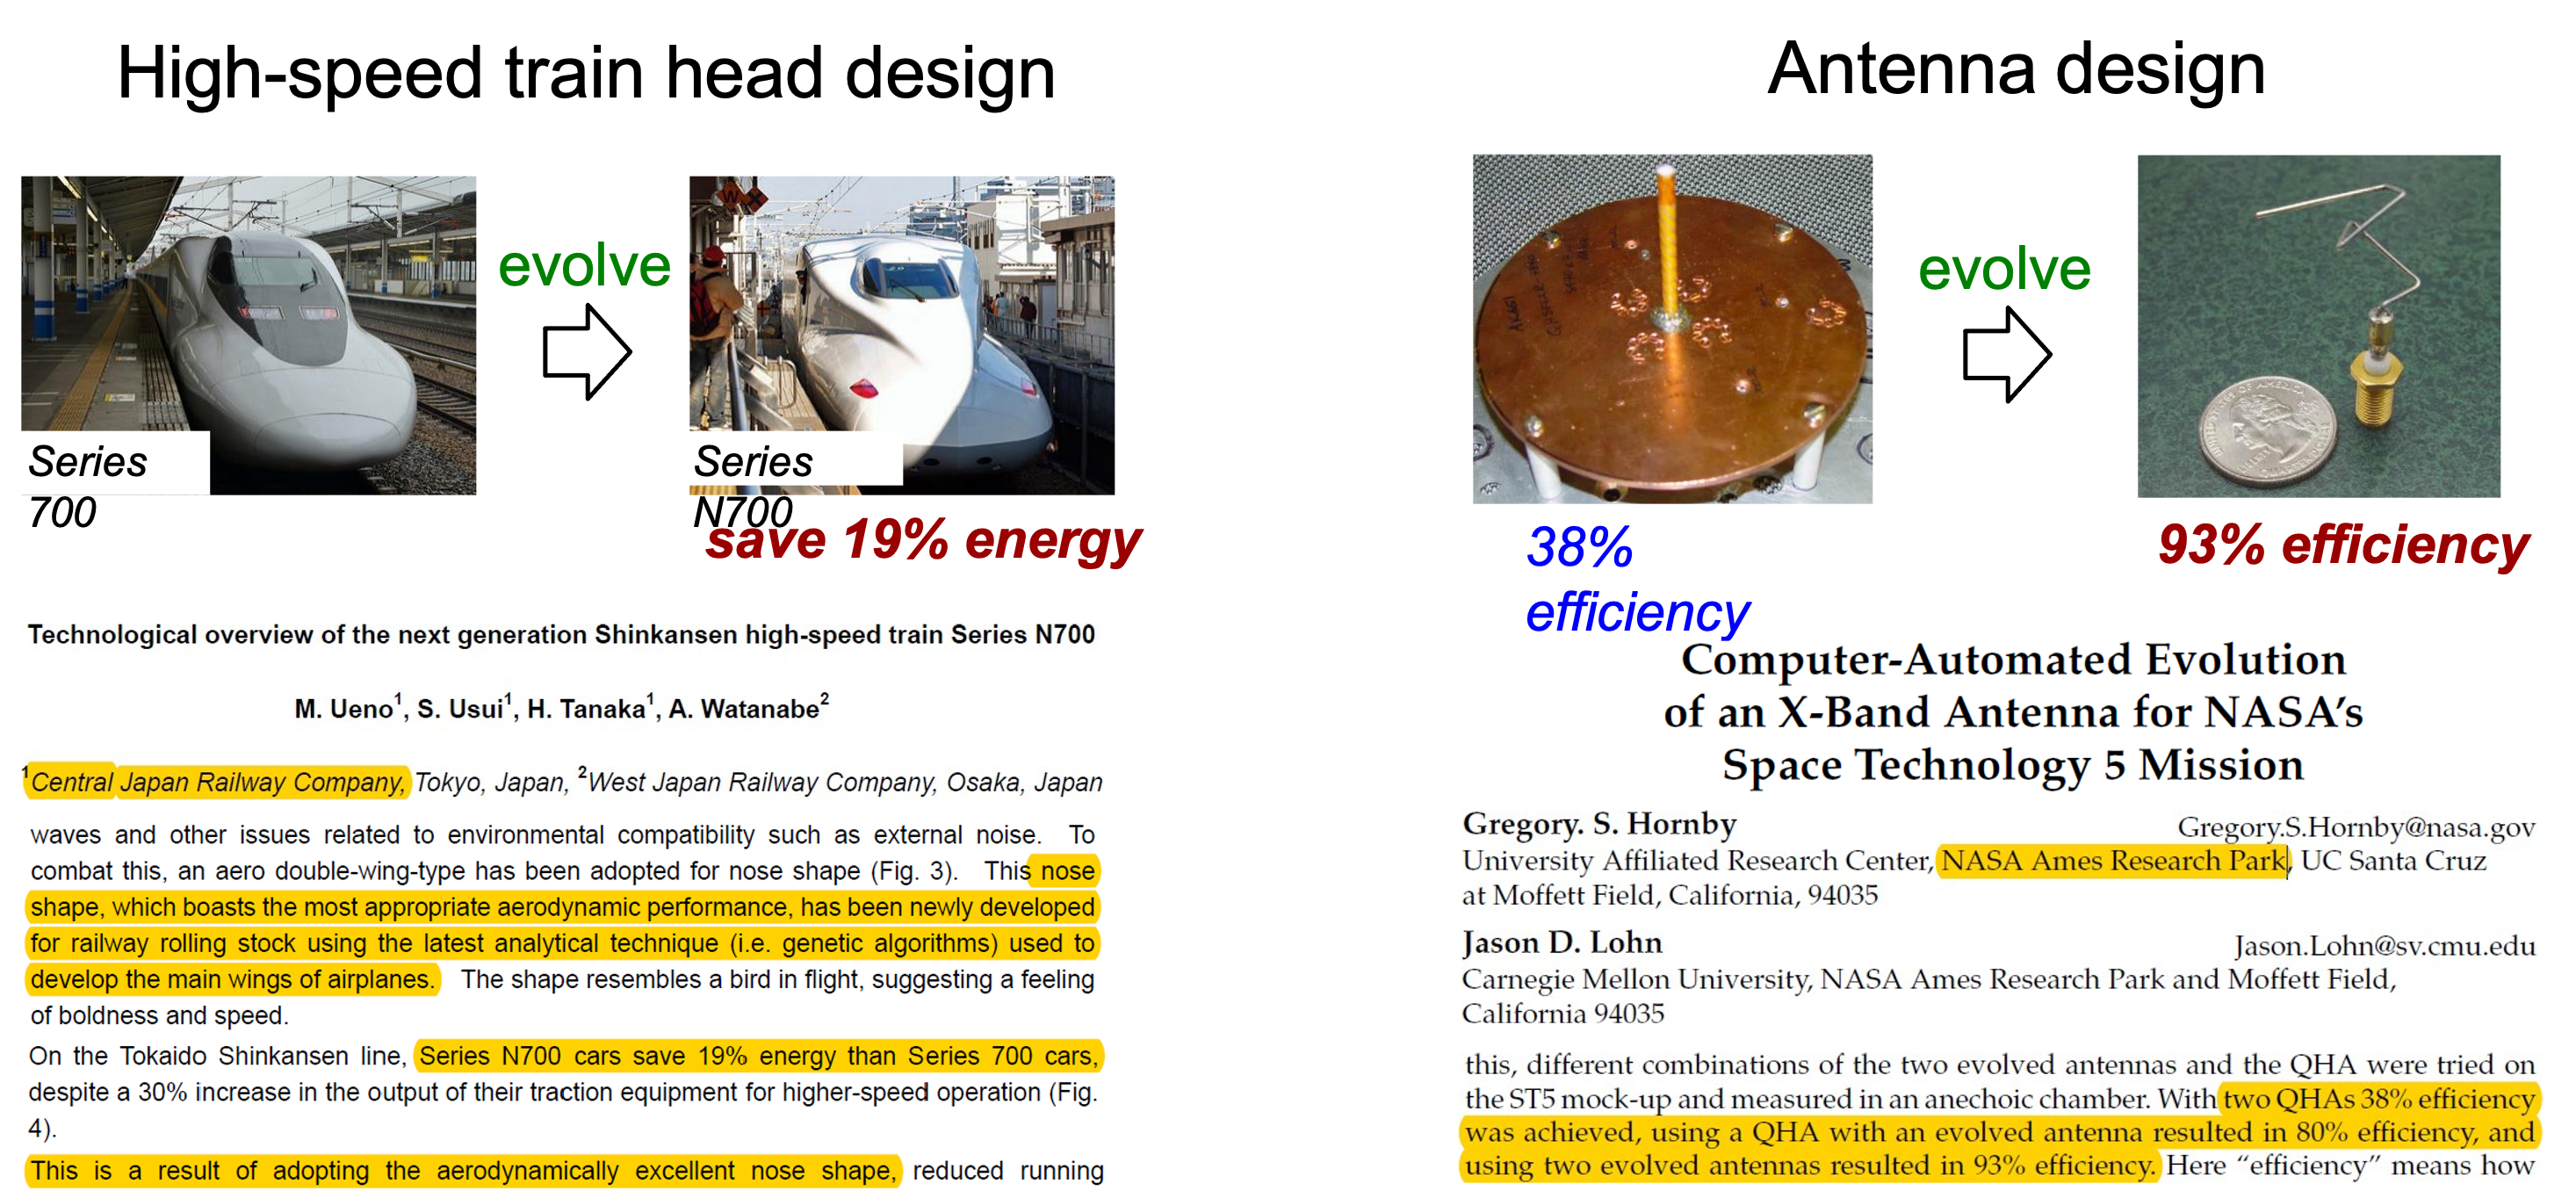 High-speed train head design
evolve
Series
700
Series
N700
save 19% energy
Technological overview of the next generation Shinkansen high-speed train Series N700
M. Ueno1, S. Usui1, H. Tanaka1, A. Watanabe2
1Central Japan Railway Company, Tokyo, Japan, 2West Japan Railway Company, Osaka, Japan
waves and other issues related to environmental compatibility such as external noise. To
combat this, an aero double-wing-type has been adopted for nose shape (Fig. 3). This nose
shape, which boasts the most appropriate aerodynamic performance, has been newly developed
for railway rolling stock using the latest analytical technique (i.e. genetic algorithms) used to
develop the main wings of airplanes. The shape resembles a bird in flight, suggesting a feeling
of boldness and speed.
On the Tokaido Shinkansen line, Series N700 cars save 19% energy than Series 700 cars,
despite a 30% increase in the output of their traction equipment for higher-speed operation (Fig.
4).
This is a result of adopting the aerodynamically excellent nose shape, reduced running
Antenna design
evolve
38%
efficiency
93% efficiency
Computer-Automated Evolution
of an X-Band Antenna for NASA's
Space Technology 5 Mission
Gregory. S. Hornby Gregory.S.Hornby@nasa.gov
University Affiliated Research Center, NASA Ames Research Park, UC Santa Cruz
at Moffett Field, California, 94035
Jason D. Lohn Jason.Lohn@sv.cmu.edu
Carnegie Mellon University, NASA Ames Research Park and Moffett Field,
California 94035
this, different combinations of the two evolved antennas and the QHA were tried on
the ST5 mock-up and measured in an anechoic chamber. With two QHAs 38% efficiency
was achieved, using a QHA with an evolved antenna resulted in 80% efficiency, and
using two evolved antennas resulted in 93% efficiency. Here "efficiency" means how